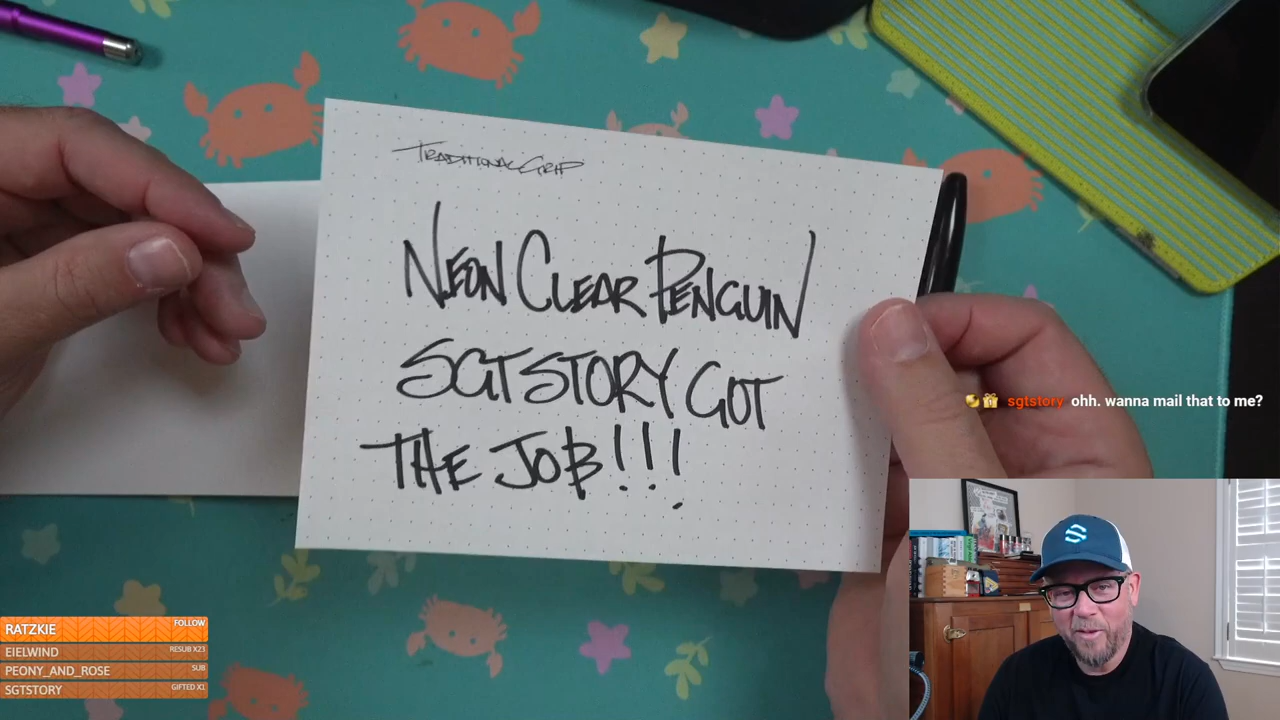 TRADITIONAL GRIP
NEON CLEAR PENGUIN
SGTSTORY GOT
THE JOB!!!
sgtstory ohh. wanna mail that to me?
RATZKIE FOLLOW
EIELWIND RESUB X23
PEONY_AND_ROSE SUB
SGTSTORY GIFTED X1